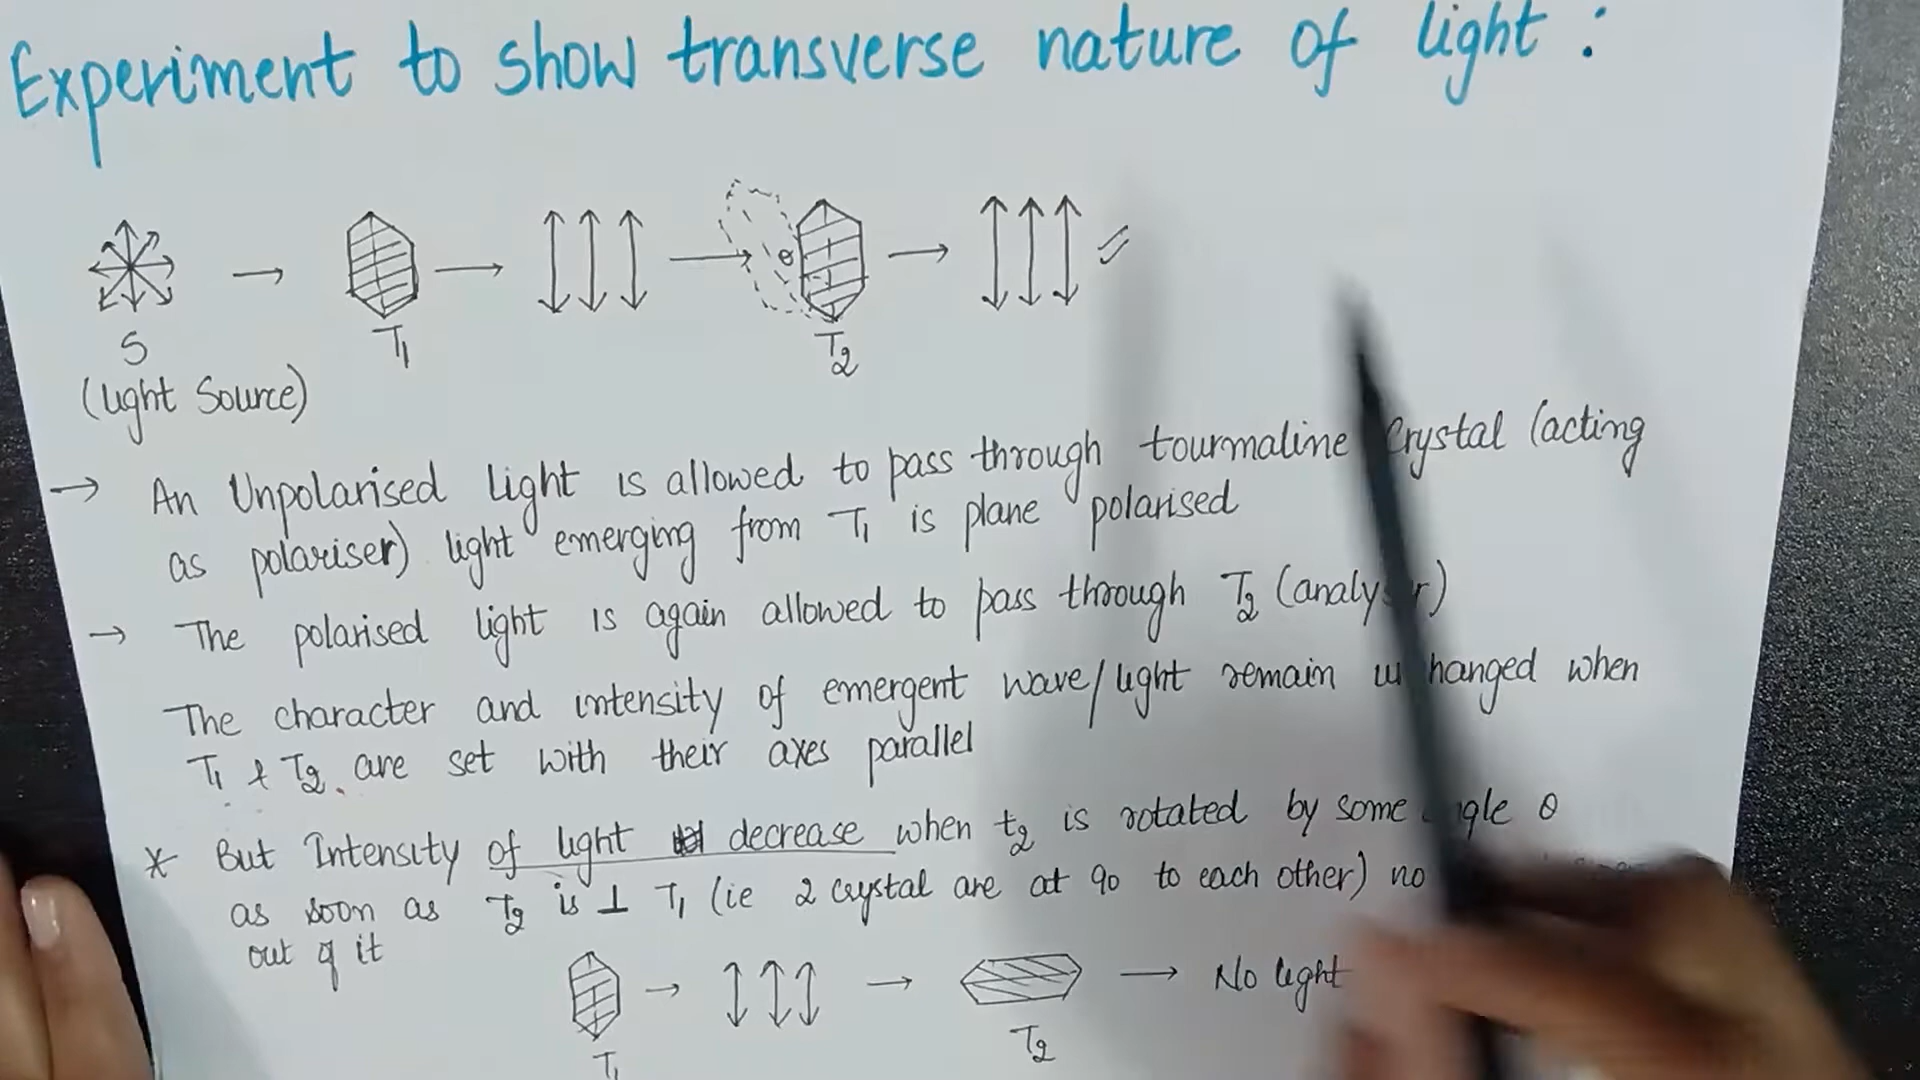 Experiment to show transverse nature of light :
θ
S
T1
T2
(light Source)
→ An Unpolarised light is allowed to pass through tourmaline crystal (acting
as polariser) light emerging from T1 is plane polarised
→ The polarised light is again allowed to pass through T2 (analy r)
The character and intensity of emergent wave/light remain hanged when
T1 & T2 are set with their axes parallel
* But Intensity of light decrease when t2 is rotated by some gle θ
as soon as T2 is ⊥ T1 (ie 2 crystal are at 90 to each other) no
out of it
→ No light
T1
T2